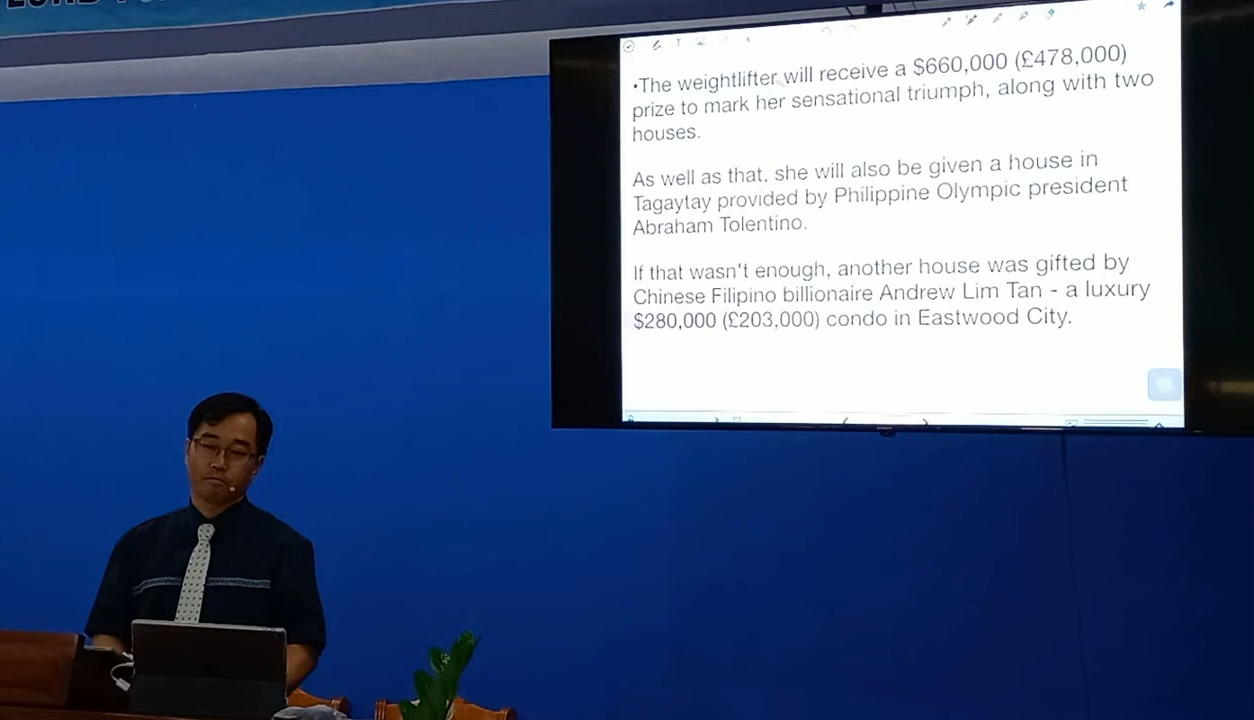 •The weightlifter will receive a $660,000 (£478,000)
prize to mark her sensational triumph, along with two
houses.
As well as that, she will also be given a house in
Tagaytay provided by Philippine Olympic president
Abraham Tolentino.
If that wasn't enough, another house was gifted by
Chinese Filipino billionaire Andrew Lim Tan - a luxury
$280,000 (£203,000) condo in Eastwood City.